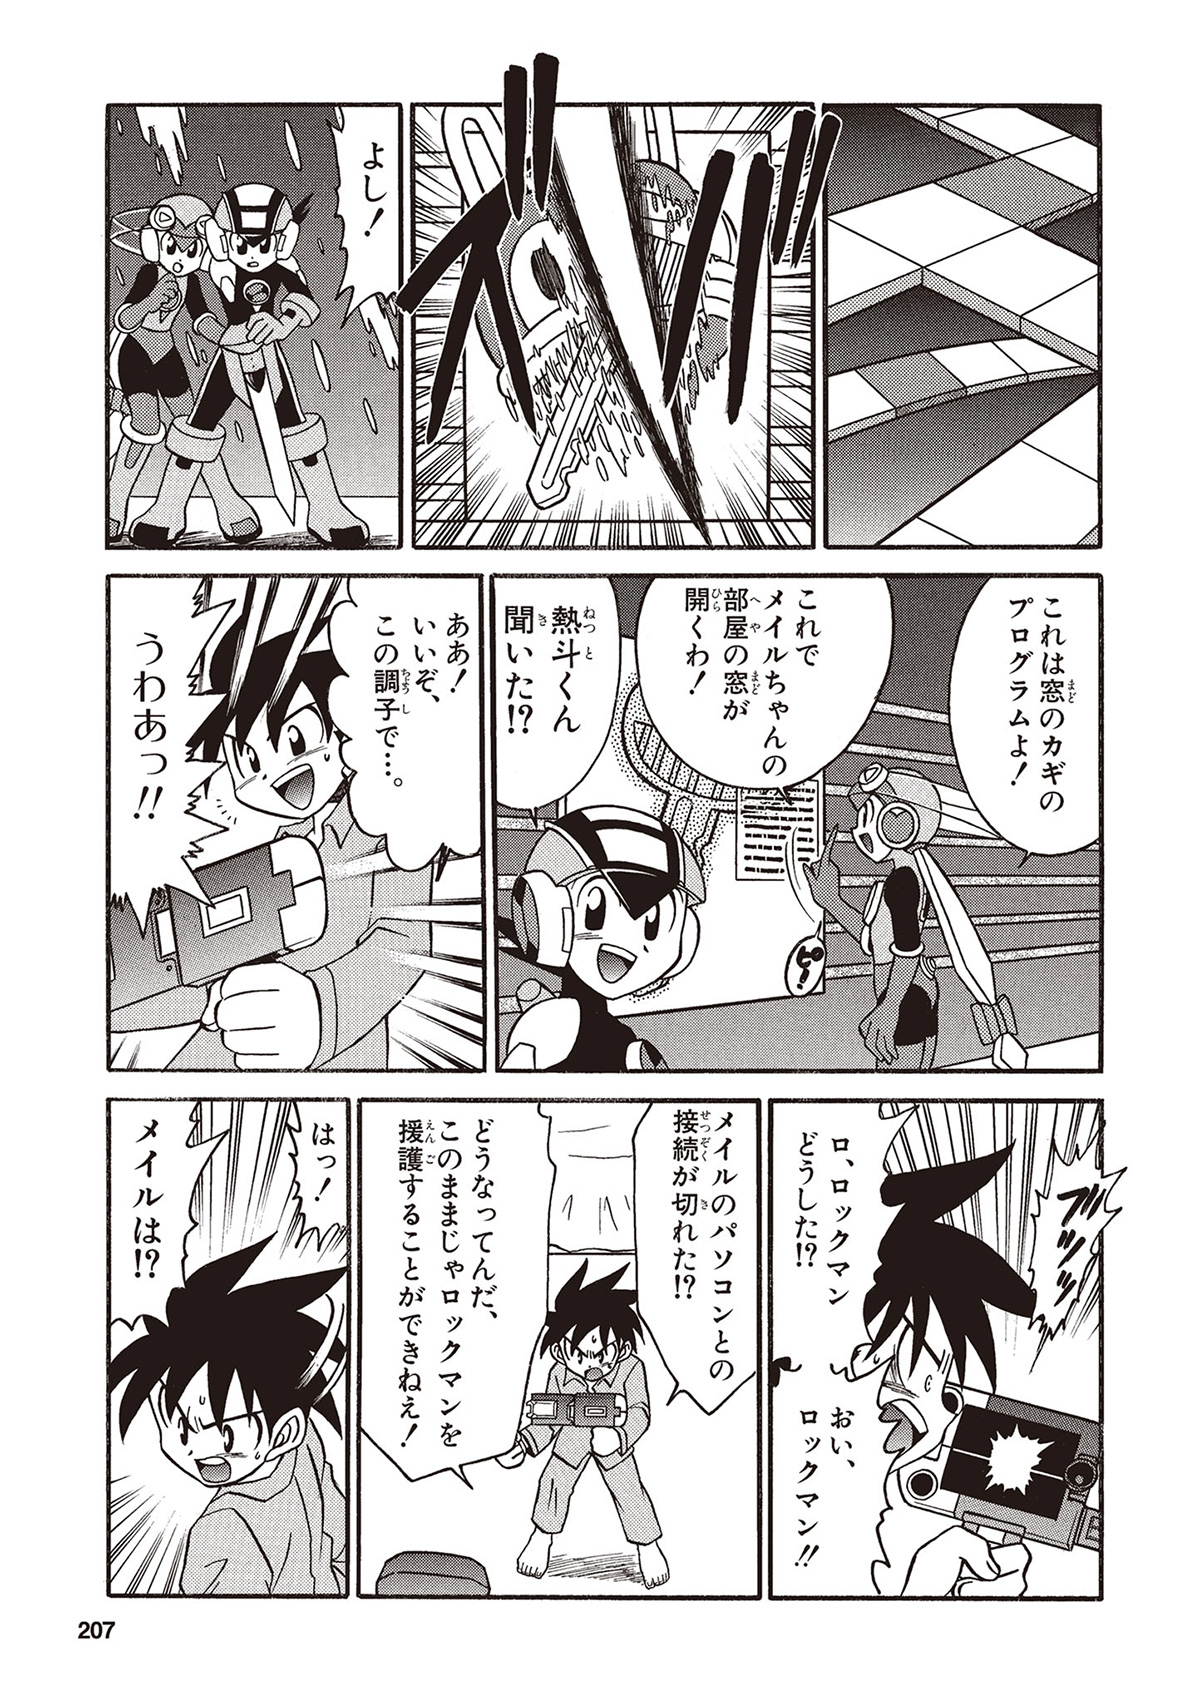 ズバッ
よし！
これは窓のカギの
プログラムよ！
これで
メイルちゃんの
部屋の窓が
開くわ！
ピ！
熱斗くん
聞いた!?
ああ！
いいぞ、
この調子で…。
うわあっ!!
ブッ
ロ、ロックマン
どうした!?
おい、
ロックマン!!
メイルのパソコンとの
接続が切れた!?
どうなってんだ、
このままじゃロックマンを
援護することができねえ！
はっ！
メイルは!?
207